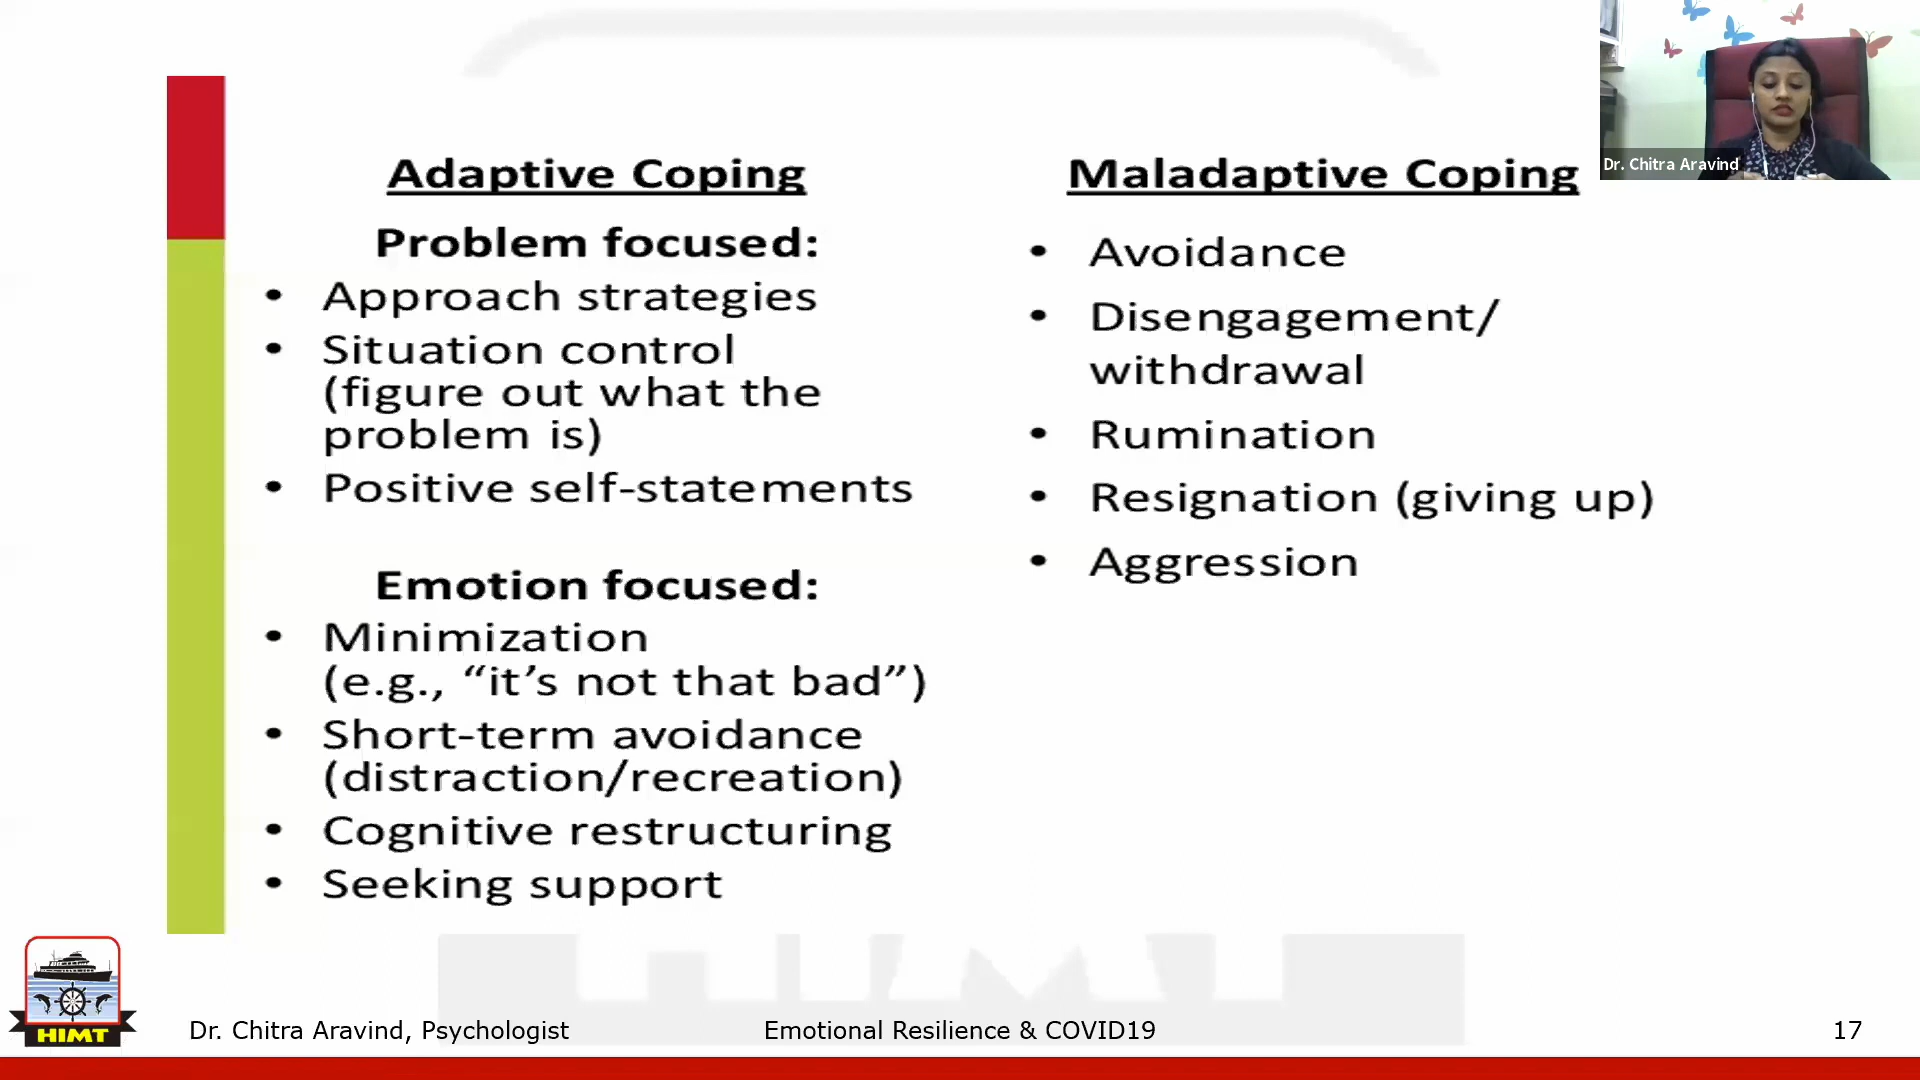 Adaptive Coping
Problem focused:
• Approach strategies
• Situation control
(figure out what the
problem is)
• Positive self-statements
Emotion focused:
• Minimization
(e.g., “it’s not that bad”)
• Short-term avoidance
(distraction/recreation)
• Cognitive restructuring
• Seeking support
Maladaptive Coping
• Avoidance
• Disengagement/
withdrawal
• Rumination
• Resignation (giving up)
• Aggression
Dr. Chitra Aravind
HIMT
HIMT
Dr. Chitra Aravind, Psychologist
Emotional Resilience & COVID19
17